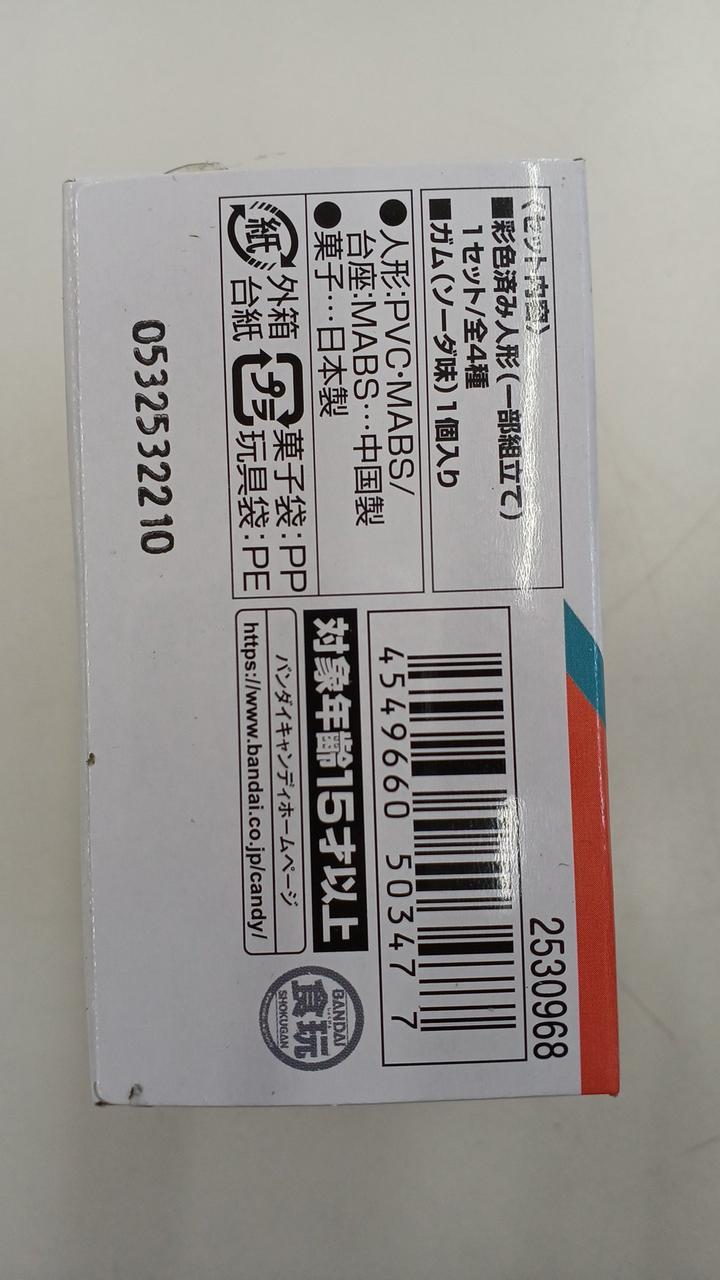 〈セット内容〉
■彩色済み人形(一部組立て)
1セット/全4種
■ガム(ソーダ味)1個入り
●人形:PVC・MABS/
台座:MABS…中国製
●菓子…日本製
紙 外箱
台紙
プラ 菓子袋:PP
玩具袋:PE
0532532210
2530968
4549660 503477
対象年齢15才以上
バンダイキャンディホームページ
https://www.bandai.co.jp/candy/
BANDAI
食玩
SHOKUGAN